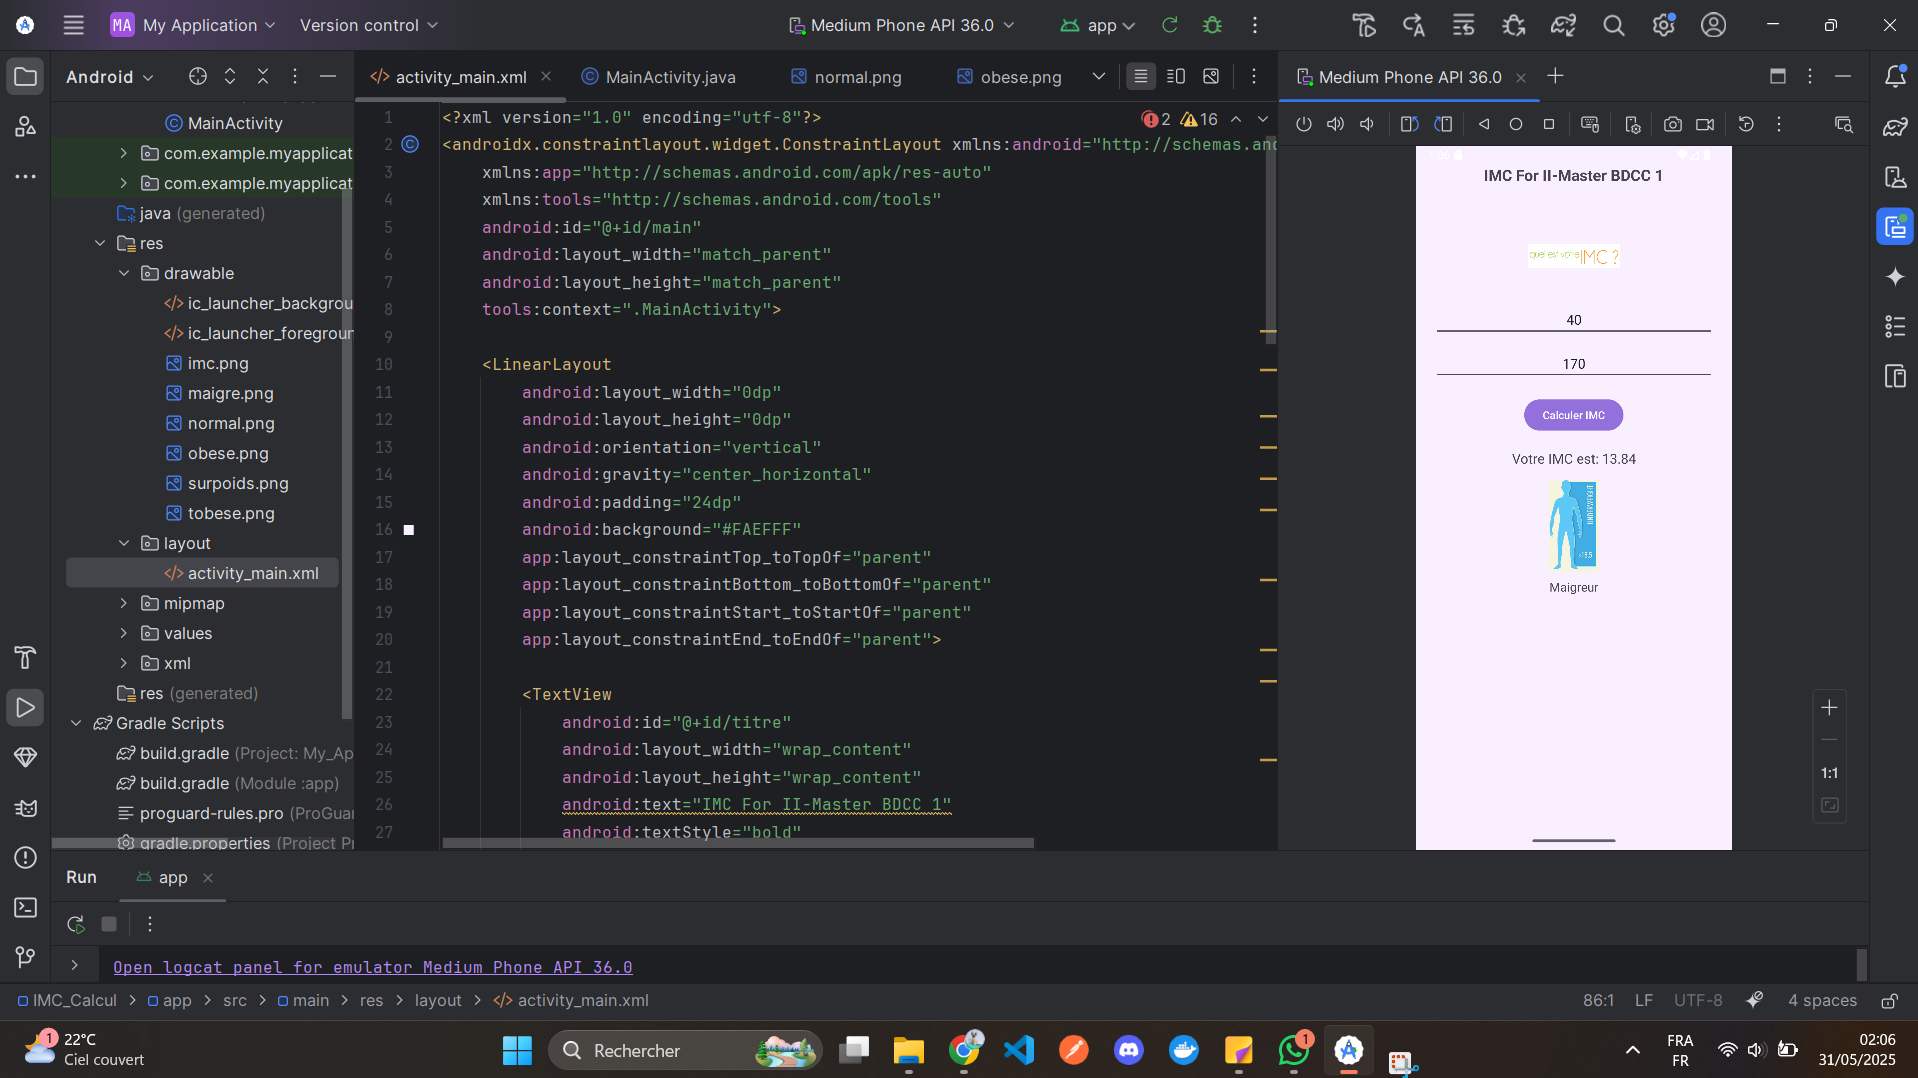 MA My Application
Version control
Medium Phone API 36.0
app
Android
activity_main.xml
MainActivity.java
normal.png
obese.png
Medium Phone API 36.0
MainActivity
com.example.myapplicat
com.example.myapplicat
java (generated)
res
drawable
ic_launcher_backgrou
ic_launcher_foregroun
imc.png
maigre.png
normal.png
obese.png
surpoids.png
tobese.png
layout
activity_main.xml
mipmap
values
xml
res (generated)
Gradle Scripts
build.gradle (Project: My_Ap
build.gradle (Module :app)
proguard-rules.pro (ProGuar
gradle.properties (Project Pr
2 16
1 <?xml version="1.0" encoding="utf-8"?>
2 <androidx.constraintlayout.widget.ConstraintLayout xmlns:android="http://schemas.and
3 xmlns:app="http://schemas.android.com/apk/res-auto"
4 xmlns:tools="http://schemas.android.com/tools"
5 android:id="@+id/main"
6 android:layout_width="match_parent"
7 android:layout_height="match_parent"
8 tools:context=".MainActivity">
9
10 <LinearLayout
11 android:layout_width="0dp"
12 android:layout_height="0dp"
13 android:orientation="vertical"
14 android:gravity="center_horizontal"
15 android:padding="24dp"
16 android:background="#FAEFFF"
17 app:layout_constraintTop_toTopOf="parent"
18 app:layout_constraintBottom_toBottomOf="parent"
19 app:layout_constraintStart_toStartOf="parent"
20 app:layout_constraintEnd_toEndOf="parent">
21
22 <TextView
23 android:id="@+id/titre"
24 android:layout_width="wrap_content"
25 android:layout_height="wrap_content"
26 android:text="IMC For II-Master BDCC 1"
27 android:textStyle="bold"
IMC For II-Master BDCC 1
quel est votre IMC ?
40
170
Calculer IMC
Votre IMC est: 13.84
UNDERWEIGHT
Maigreur
1:1
Run
app
Open logcat panel for emulator Medium Phone API 36.0
IMC_Calcul > app > src > main > res > layout > activity_main.xml
86:1 LF UTF-8 4 spaces
1
22°C
Ciel couvert
Rechercher
1
FRA
FR
02:06
31/05/2025